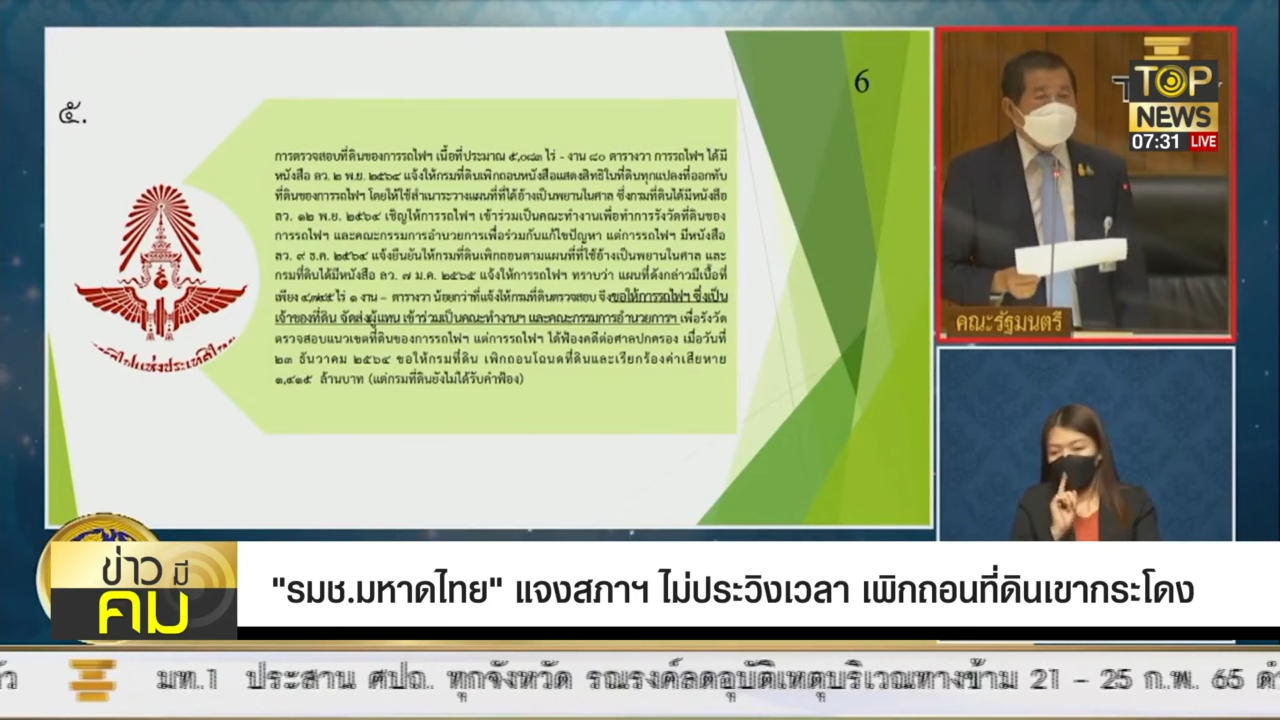 ๕.
6
การตรวจสอบที่ดินของการรถไฟฯ เนื้อที่ประมาณ ๕,๐๘๓ ไร่ - งาน ๘๐ ตารางวา การรถไฟฯ ได้มี
หนังสือ ลว. ๒ พ.ย. ๒๕๖๔ แจ้งให้กรมที่ดินเพิกถอนหนังสือแสดงสิทธิในที่ดินทุกแปลงที่ออกทับ
ที่ดินของการรถไฟฯ โดยให้ใช้สำเนาระวางแผนที่ที่ได้อ้างเป็นพยานในศาล ซึ่งกรมที่ดินได้มีหนังสือ
ลว. ๑๒ พ.ย. ๒๕๖๔ เชิญให้การรถไฟฯ เข้าร่วมเป็นคณะทำงานเพื่อทำการรังวัดที่ดินของ
การรถไฟฯ และคณะกรรมการอำนวยการเพื่อร่วมกันแก้ไขปัญหา แต่การรถไฟฯ มีหนังสือ
ลว. ๙ ธ.ค. ๒๕๖๔ แจ้งยืนยันให้กรมที่ดินเพิกถอนตามแผนที่ที่ใช้อ้างเป็นพยานในศาล และ
กรมที่ดินได้มีหนังสือ ลว. ๗ ม.ค. ๒๕๖๕ แจ้งให้การรถไฟฯ ทราบว่า แผนที่ดังกล่าวมีเนื้อที่
เพียง ๔,๗๔๕ ไร่ ๑ งาน – ตารางวา น้อยกว่าที่แจ้งให้กรมที่ดินตรวจสอบ จึงขอให้การรถไฟฯ ซึ่งเป็น
เจ้าของที่ดิน จัดส่งผู้แทน เข้าร่วมเป็นคณะทำงานฯ และคณะกรรมการอำนวยการฯ เพื่อรังวัด
ตรวจสอบแนวเขตที่ดินของการรถไฟฯ แต่การรถไฟฯ ได้ฟ้องคดีต่อศาลปกครอง เมื่อวันที่
๒๓ ธันวาคม ๒๕๖๔ ขอให้กรมที่ดิน เพิกถอนโฉนดที่ดินและเรียกร้องค่าเสียหาย
๑,๔๑๕ ล้านบาท (แต่กรมที่ดินยังไม่ได้รับคำฟ้อง)
TOP
NEWS
07:31 LIVE
คณะรัฐมนตรี
ข่าวมี
คม
"รมช.มหาดไทย" แจงสภาฯ ไม่ประวิงเวลา เพิกถอนที่ดินเขากระโดง
มท.1 ประสาน ศปถ. ทุกจังหวัด รณรงค์ลดอุบัติเหตุบริเวณทางข้าม 21 - 25 ก.พ. 65